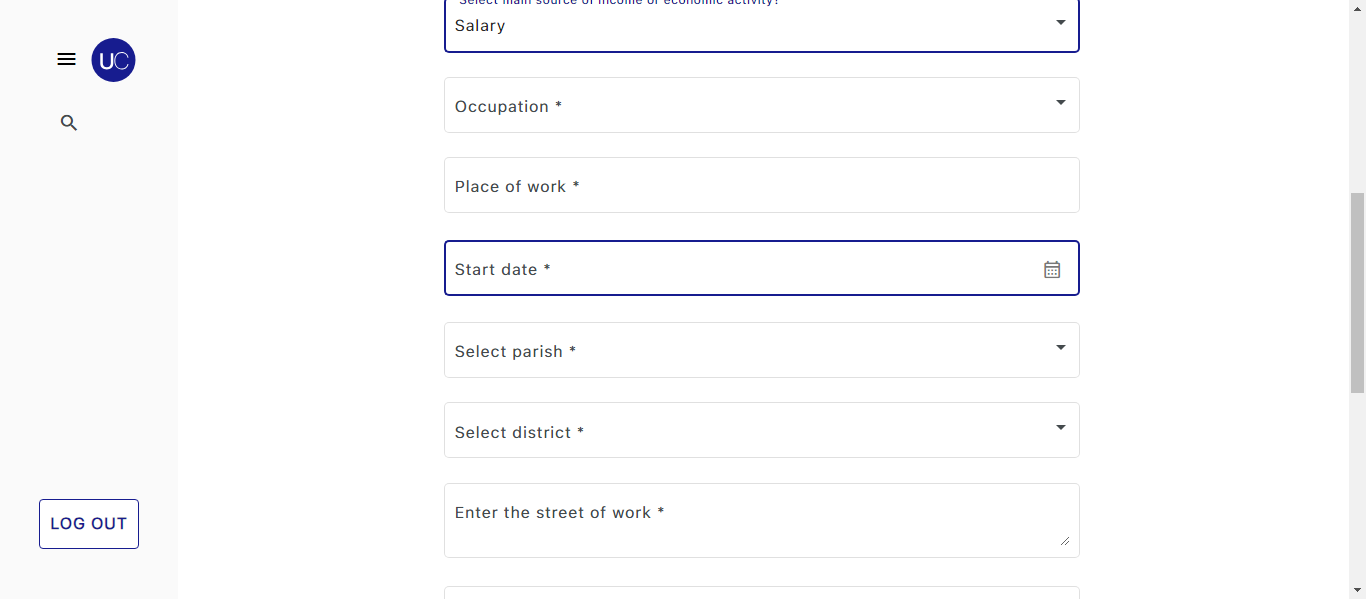 Select main source of income or economic activity?
Salary
UC
Occupation *
Place of work *
Start date *
Select parish *
Select district *
Enter the street of work *
LOG OUT